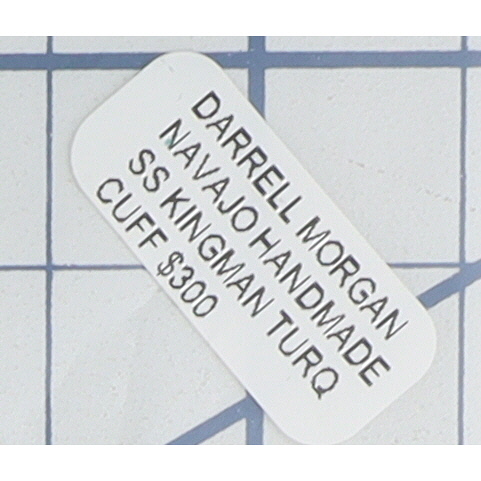 DARRELL MORGAN
NAVAJO HANDMADE
SS KINGMAN TURQ
CUFF $300